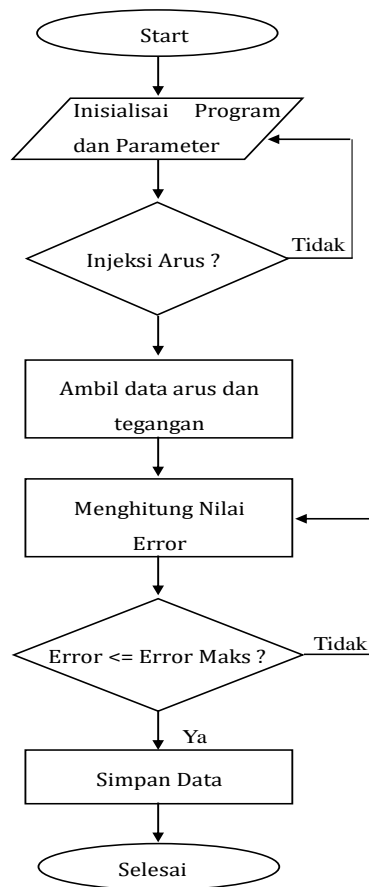 Start
Inisialisai Program
dan Parameter
Injeksi Arus ?
Tidak
Ambil data arus dan
tegangan
Menghitung Nilai
Error
Error <= Error Maks ?
Tidak
Ya
Simpan Data
Selesai